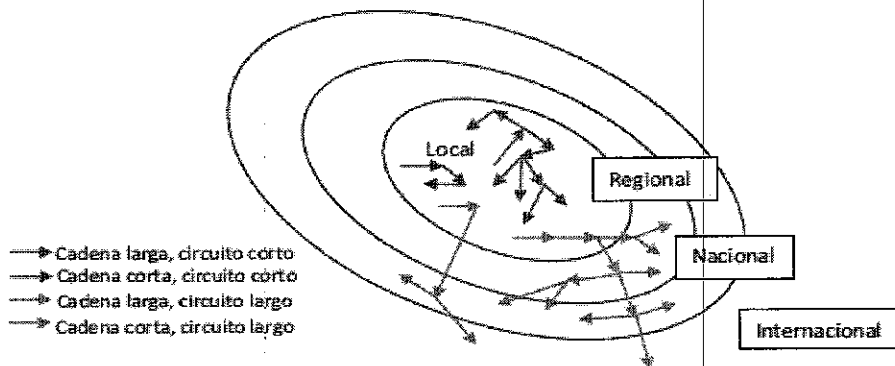 Local
Regional
Nacional
Internacional
Cadena larga, circuito corto
Cadena corta, circuito corto
Cadena larga, circuito largo
Cadena corta, circuito largo